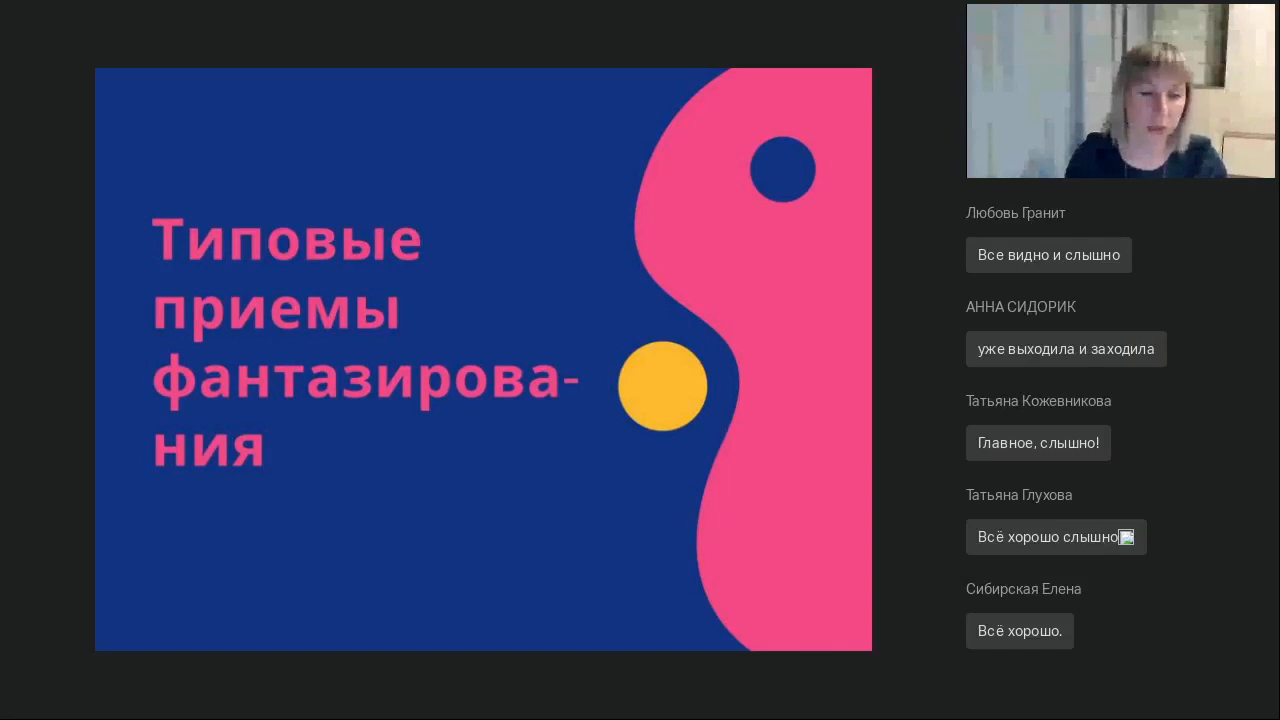 Типовые
приемы
фантазирова-
ния
Любовь Гранит
Все видно и слышно
АННА СИДОРИК
уже выходила и заходила
Татьяна Кожевникова
Главное, слышно!
Татьяна Глухова
Всё хорошо слышно
Сибирская Елена
Всё хорошо.